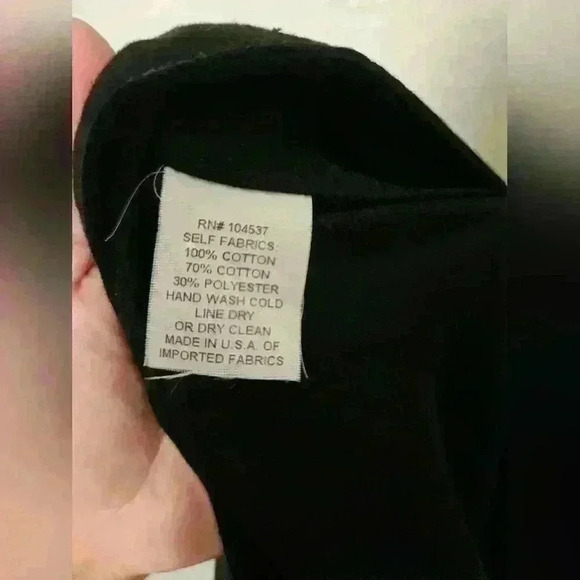 RN# 104537
SELF FABRICS:
100% COTTON
70% COTTON
30% POLYESTER
HAND WASH COLD
LINE DRY
OR DRY CLEAN
MADE IN U.S.A. OF
IMPORTED FABRICS